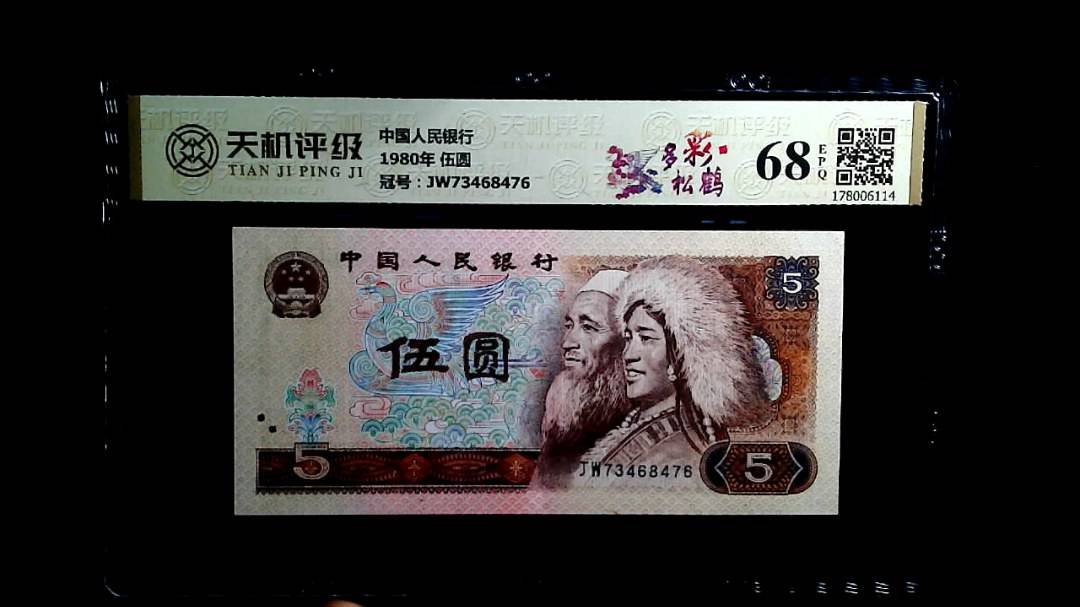 天机评级
TIAN JI PING JI
中国人民银行
1980年 伍圆
冠号：JW73468476
多彩
松鹤
68
EPQ
178006114
中国人民银行
5
伍圆
5
JW73468476
5